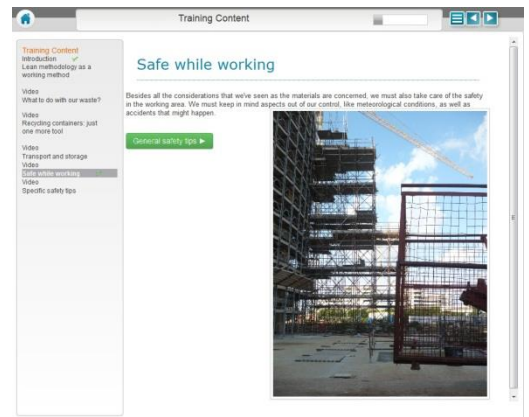 Training Content
Training Content
Introduction
Lean methodology as a
working method
Video
What to do with our waste?
Video
Recycling containers: just
one more tool
Video
Transport and storage
Video
Safe while working
Video
Specific safety tips
Safe while working
Besides all the considerations that we've seen as the materials are concerned, we must also take care of the safety
in the working area. We must keep in mind aspects out of our control, like meteorological conditions, as well as
accidents that might happen.
General safety tips